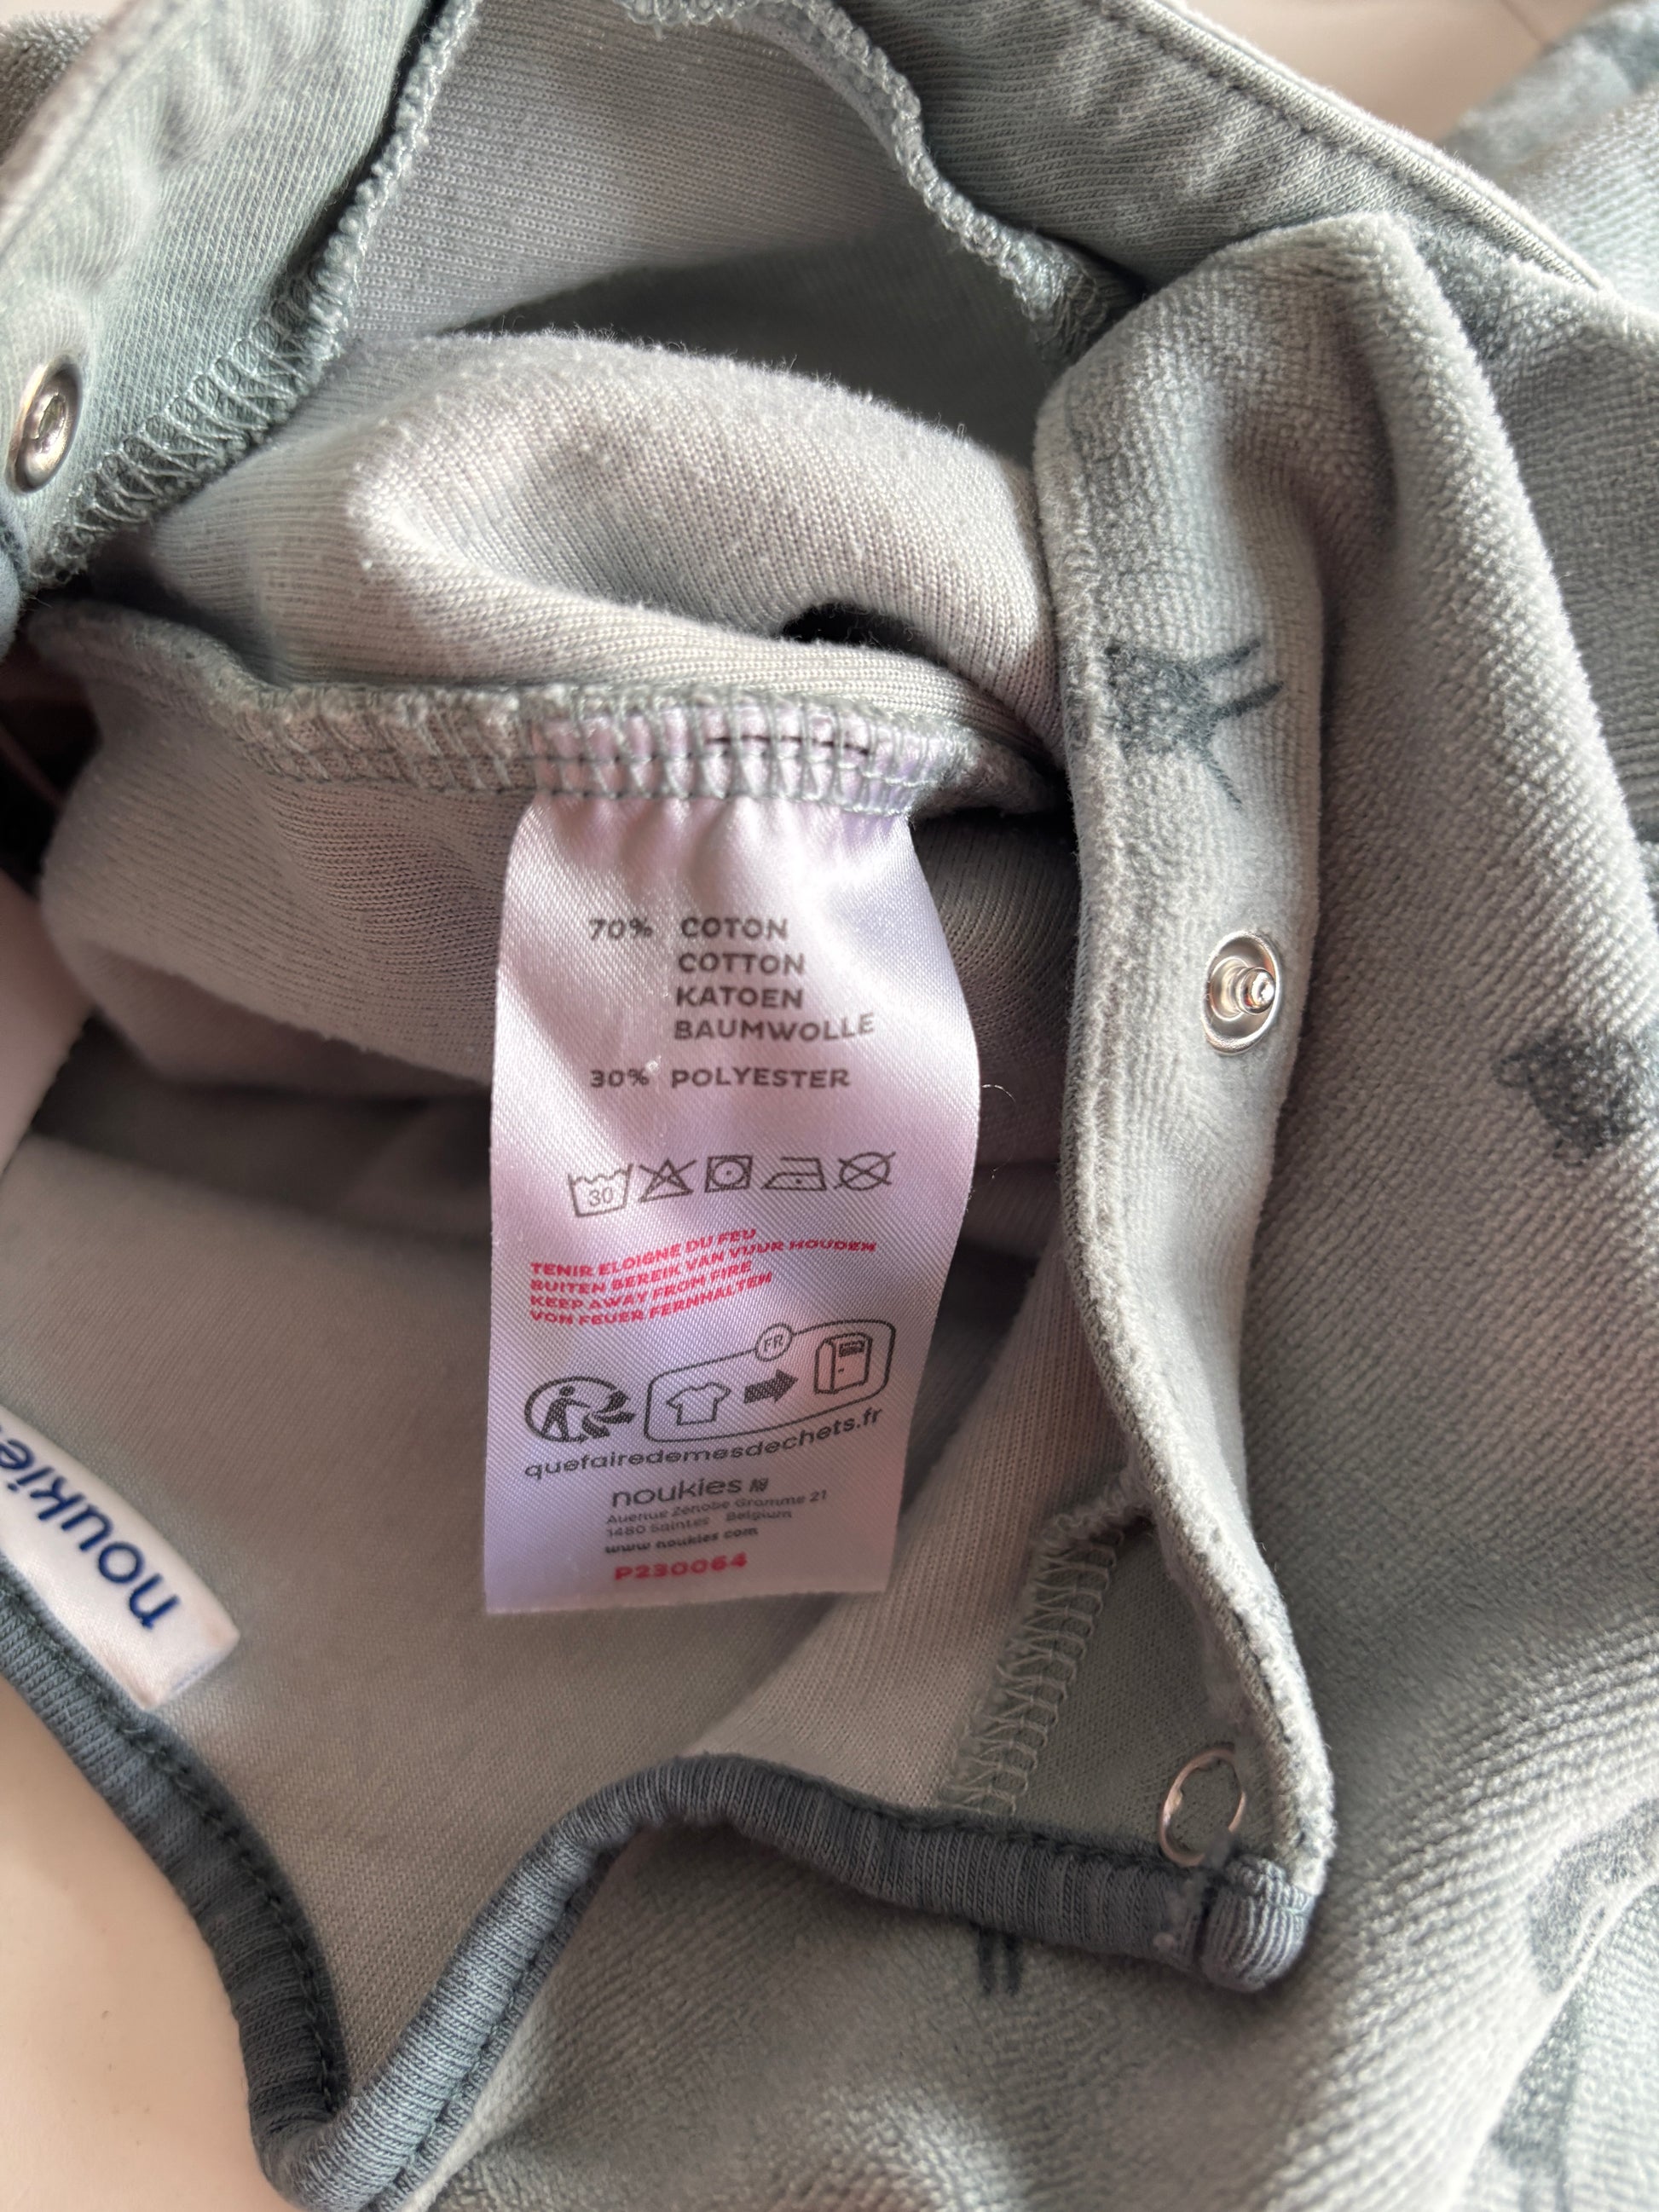 70% COTON
COTTON
KATOEN
BAUMWOLLE
30% POLYESTER
30
TENIR ELOIGNE DU FEU
BUITEN BEREIK VAN VUUR HOUDEN
KEEP AWAY FROM FIRE
VON FEUER FERNHALTEN
FR
quefairedemesdechets.fr
noukies
Avenue Zénobe Gramme 21
1480 Saintes Belgium
www.noukies.com
P230064
noukie